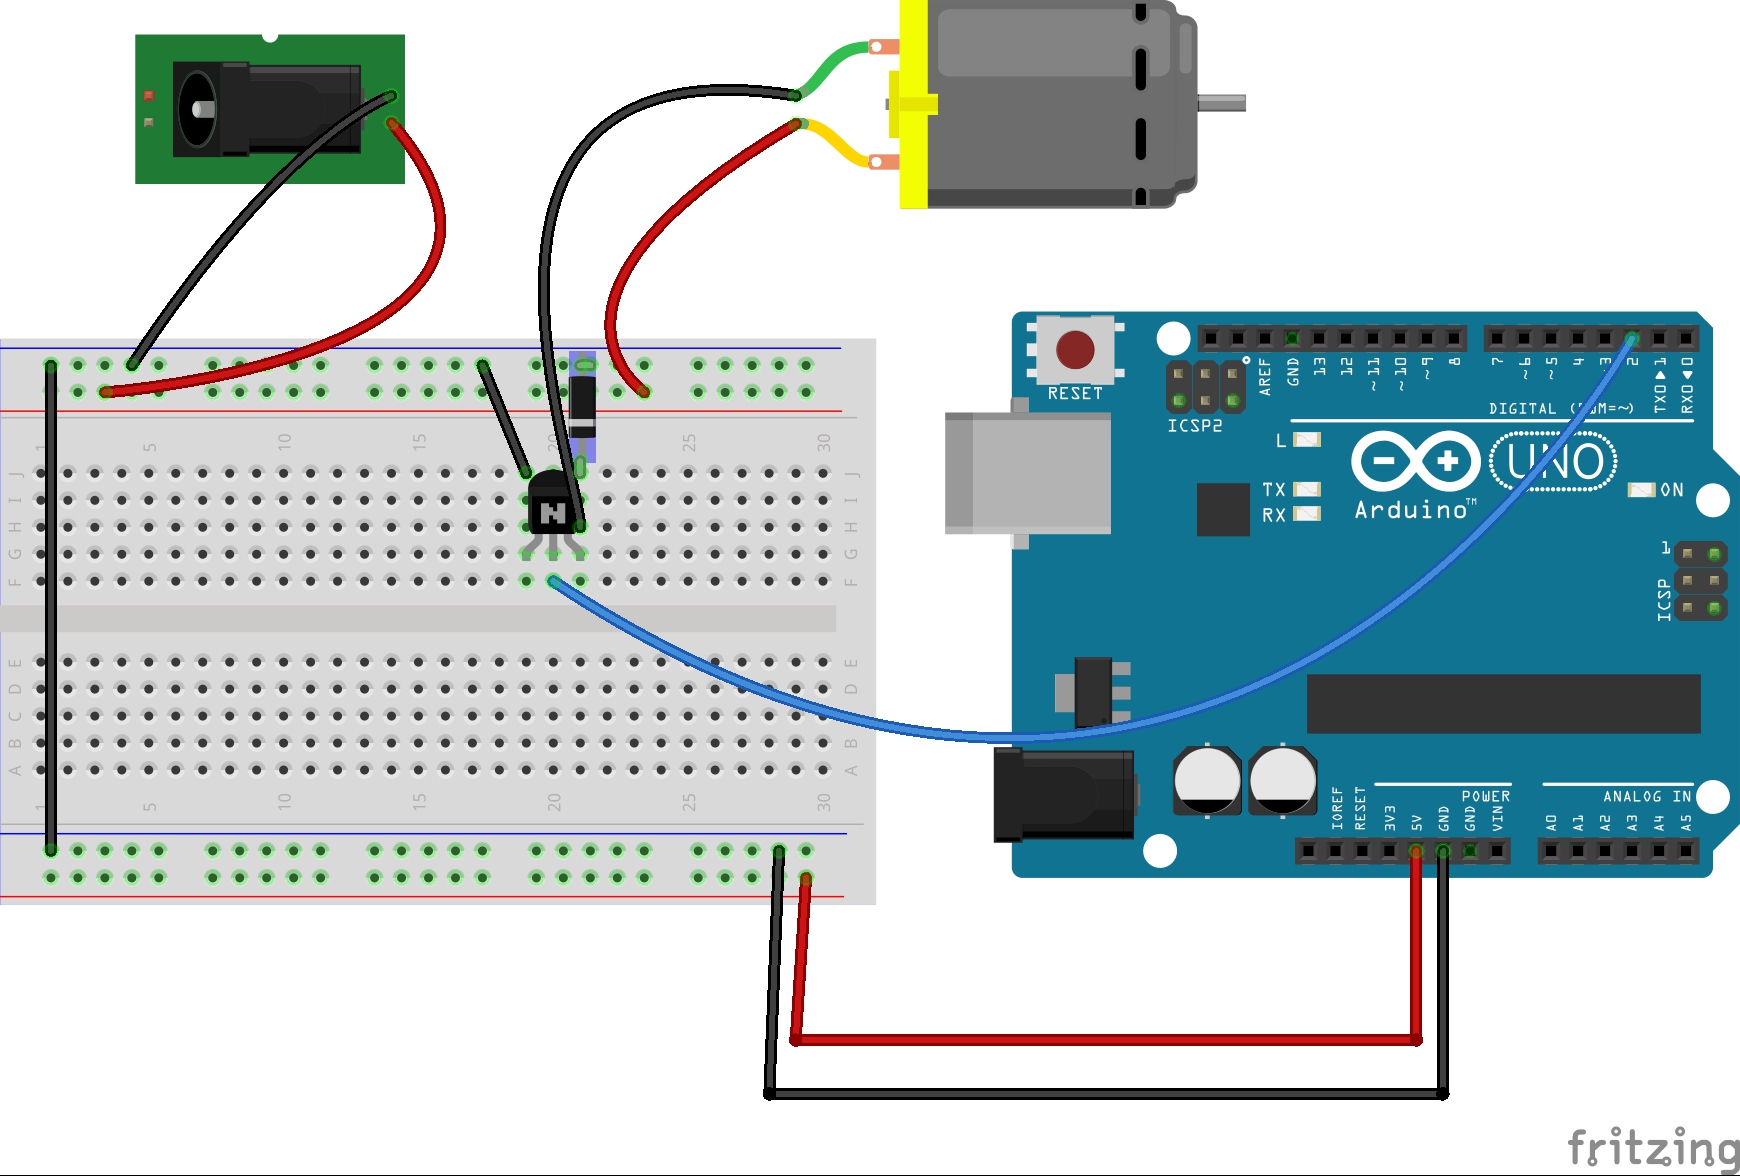 RESET
ICSP2
AREF
GND
13
12
~11
~10
~9
8
7
~6
~5
4
~3
2
TX0▶1
RX0◀0
DIGITAL (PWM=~)
L
TX
RX
UNO
Arduino™
ON
1
ICSP
1 5 10 15 20 25 30
J J
I I
H H
G G
F F
N
E E
D D
C C
B B
A A
1 5 10 15 20 25 30
POWER
ANALOG IN
IOREF
RESET
3V3
5V
GND
GND
VIN
A0
A1
A2
A3
A4
A5
fritzing